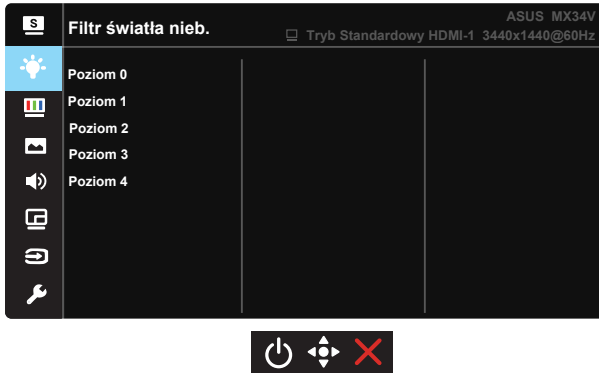 S
Filtr światła nieb.
ASUS MX34V
Tryb Standardowy HDMI-1 3440x1440@60Hz
Poziom 0
Poziom 1
Poziom 2
Poziom 3
Poziom 4